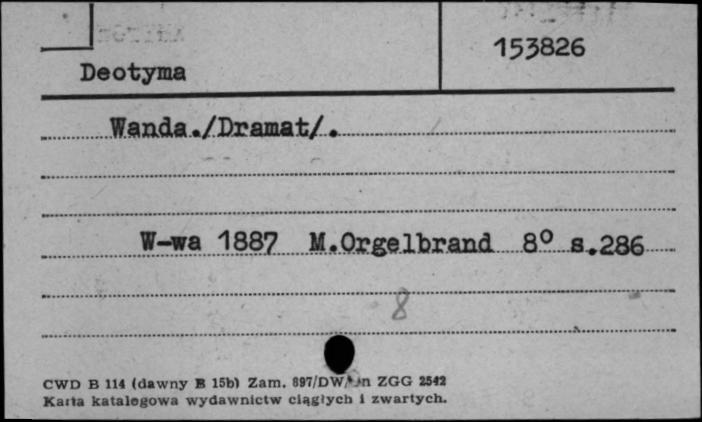 153826
Deotyma
Wanda./Dramat/.
W-wa 1887 M.Orgelbrand 8° s.286
8
CWD B 114 (dawny B 15b) Zam. 897/DW ZGG 2542
Karta katalogowa wydawnictw ciągłych i zwartych.